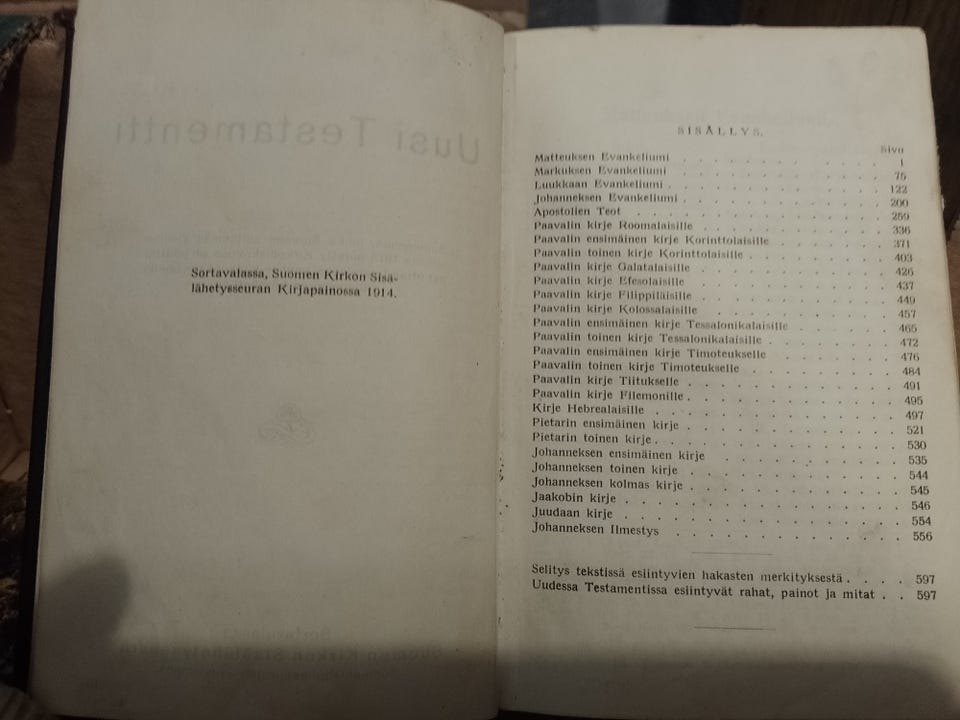 Uusi Testamentti
Sortavalassa, Suomen Kirkon Sisä-
lähetysseuran Kirjapainossa 1914.
SISÄLLYS.
Sivu
Matteuksen Evankeliumi . . . . . . . . . 1
Markuksen Evankeliumi . . . . . . . . . 75
Luukkaan Evankeliumi . . . . . . . . . 122
Johanneksen Evankeliumi . . . . . . . . . 200
Apostolien Teot . . . . . . . . . 259
Paavalin kirje Roomalaisille . . . . . . . . . 336
Paavalin ensimäinen kirje Korinttolaisille . . . . . . 371
Paavalin toinen kirje Korinttolaisille . . . . . . . 403
Paavalin kirje Galatalaisille . . . . . . . . . 426
Paavalin kirje Efesolaisille . . . . . . . . . 437
Paavalin kirje Filippiläisille . . . . . . . . . 449
Paavalin kirje Kolossalaisille . . . . . . . . . 457
Paavalin ensimäinen kirje Tessalonikalaisille . . . . . 465
Paavalin toinen kirje Tessalonikalaisille . . . . . . 472
Paavalin ensimäinen kirje Timoteukselle . . . . . . 476
Paavalin toinen kirje Timoteukselle . . . . . . . 484
Paavalin kirje Tiitukselle . . . . . . . . . 491
Paavalin kirje Filemonille . . . . . . . . . 495
Kirje Hebrealaisille . . . . . . . . . 497
Pietarin ensimäinen kirje . . . . . . . . . 521
Pietarin toinen kirje . . . . . . . . . 530
Johanneksen ensimäinen kirje . . . . . . . . 535
Johanneksen toinen kirje . . . . . . . . . 544
Johanneksen kolmas kirje . . . . . . . . . 545
Jaakobin kirje . . . . . . . . . 546
Juudaan kirje . . . . . . . . . 554
Johanneksen Ilmestys . . . . . . . . . 556
Selitys tekstissä esiintyvien hakasten merkityksestä . . . . 597
Uudessa Testamentissa esiintyvät rahat, painot ja mitat . . 597